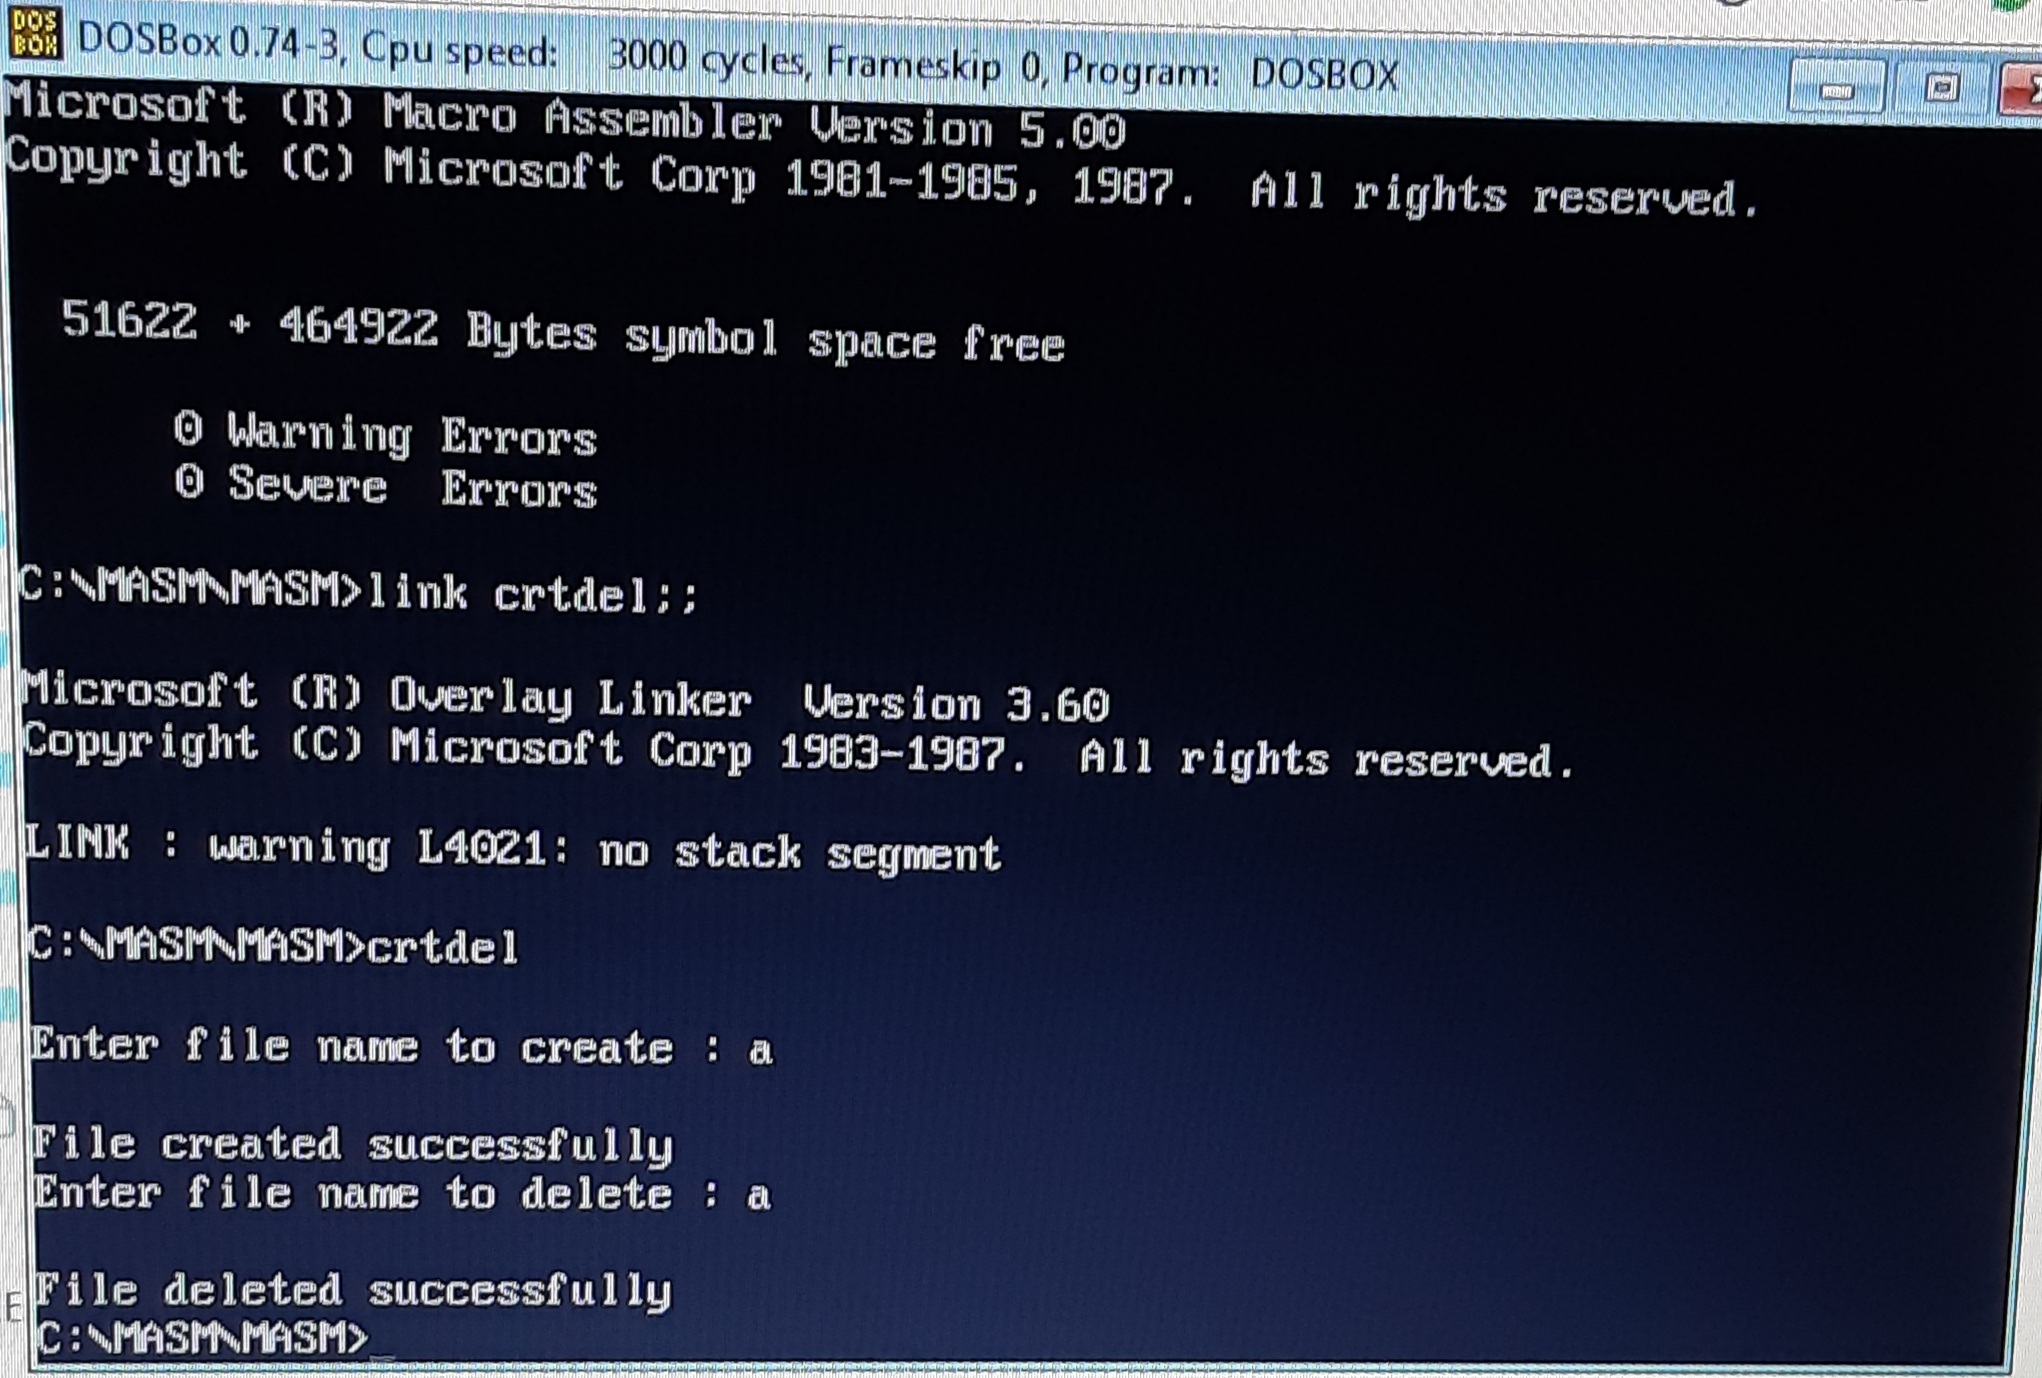 DOS
BOX
DOSBox 0.74-3, Cpu speed: 3000 cycles, Frameskip 0, Program: DOSBOX
Microsoft (R) Macro Assembler Version 5.00
Copyright (C) Microsoft Corp 1981-1985, 1987. All rights reserved.
51622 + 464922 Bytes symbol space free
0 Warning Errors
0 Severe Errors
C:\MASM\MASM>link crtdel;;
Microsoft (R) Overlay Linker Version 3.60
Copyright (C) Microsoft Corp 1983-1987. All rights reserved.
LINK : warning L4021: no stack segment
C:\MASM\MASM>crtdel
Enter file name to create : a
File created successfully
Enter file name to delete : a
File deleted successfully
C:\MASM\MASM>_